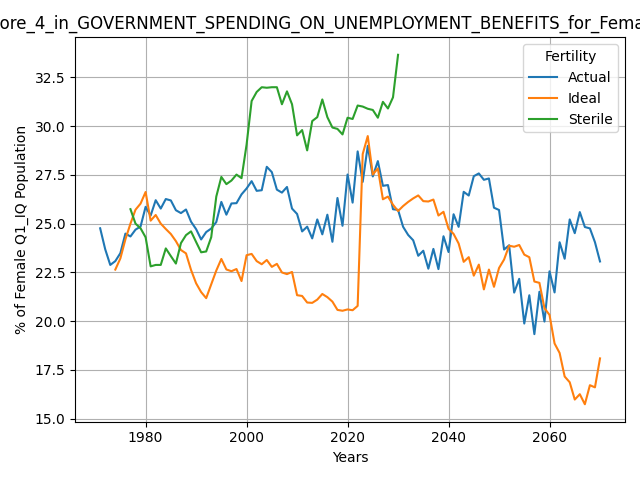 ore_4_in_GOVERNMENT_SPENDING_ON_UNEMPLOYMENT_BENEFITS_for_Fema
Fertility
Actual
Ideal
Sterile
% of Female Q1_IQ Population
32.5
30.0
27.5
25.0
22.5
20.0
17.5
15.0
1980 2000 2020 2040 2060
Years